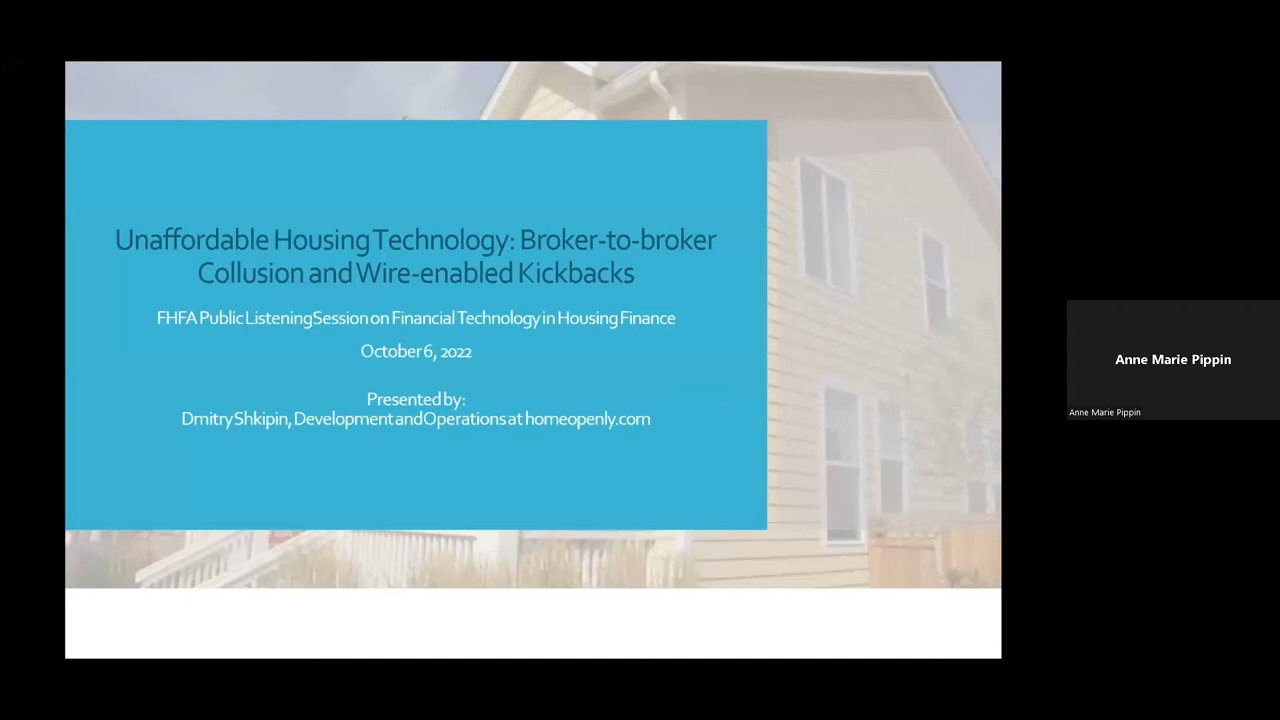 Unaffordable Housing Technology: Broker-to-broker
Collusion and Wire-enabled Kickbacks
FHFA Public Listening Session on Financial Technology in Housing Finance
October 6, 2022
Presented by:
Dmitry Shkipin, Development and Operations at homeopenly.com
Anne Marie Pippin
Anne Marie Pippin